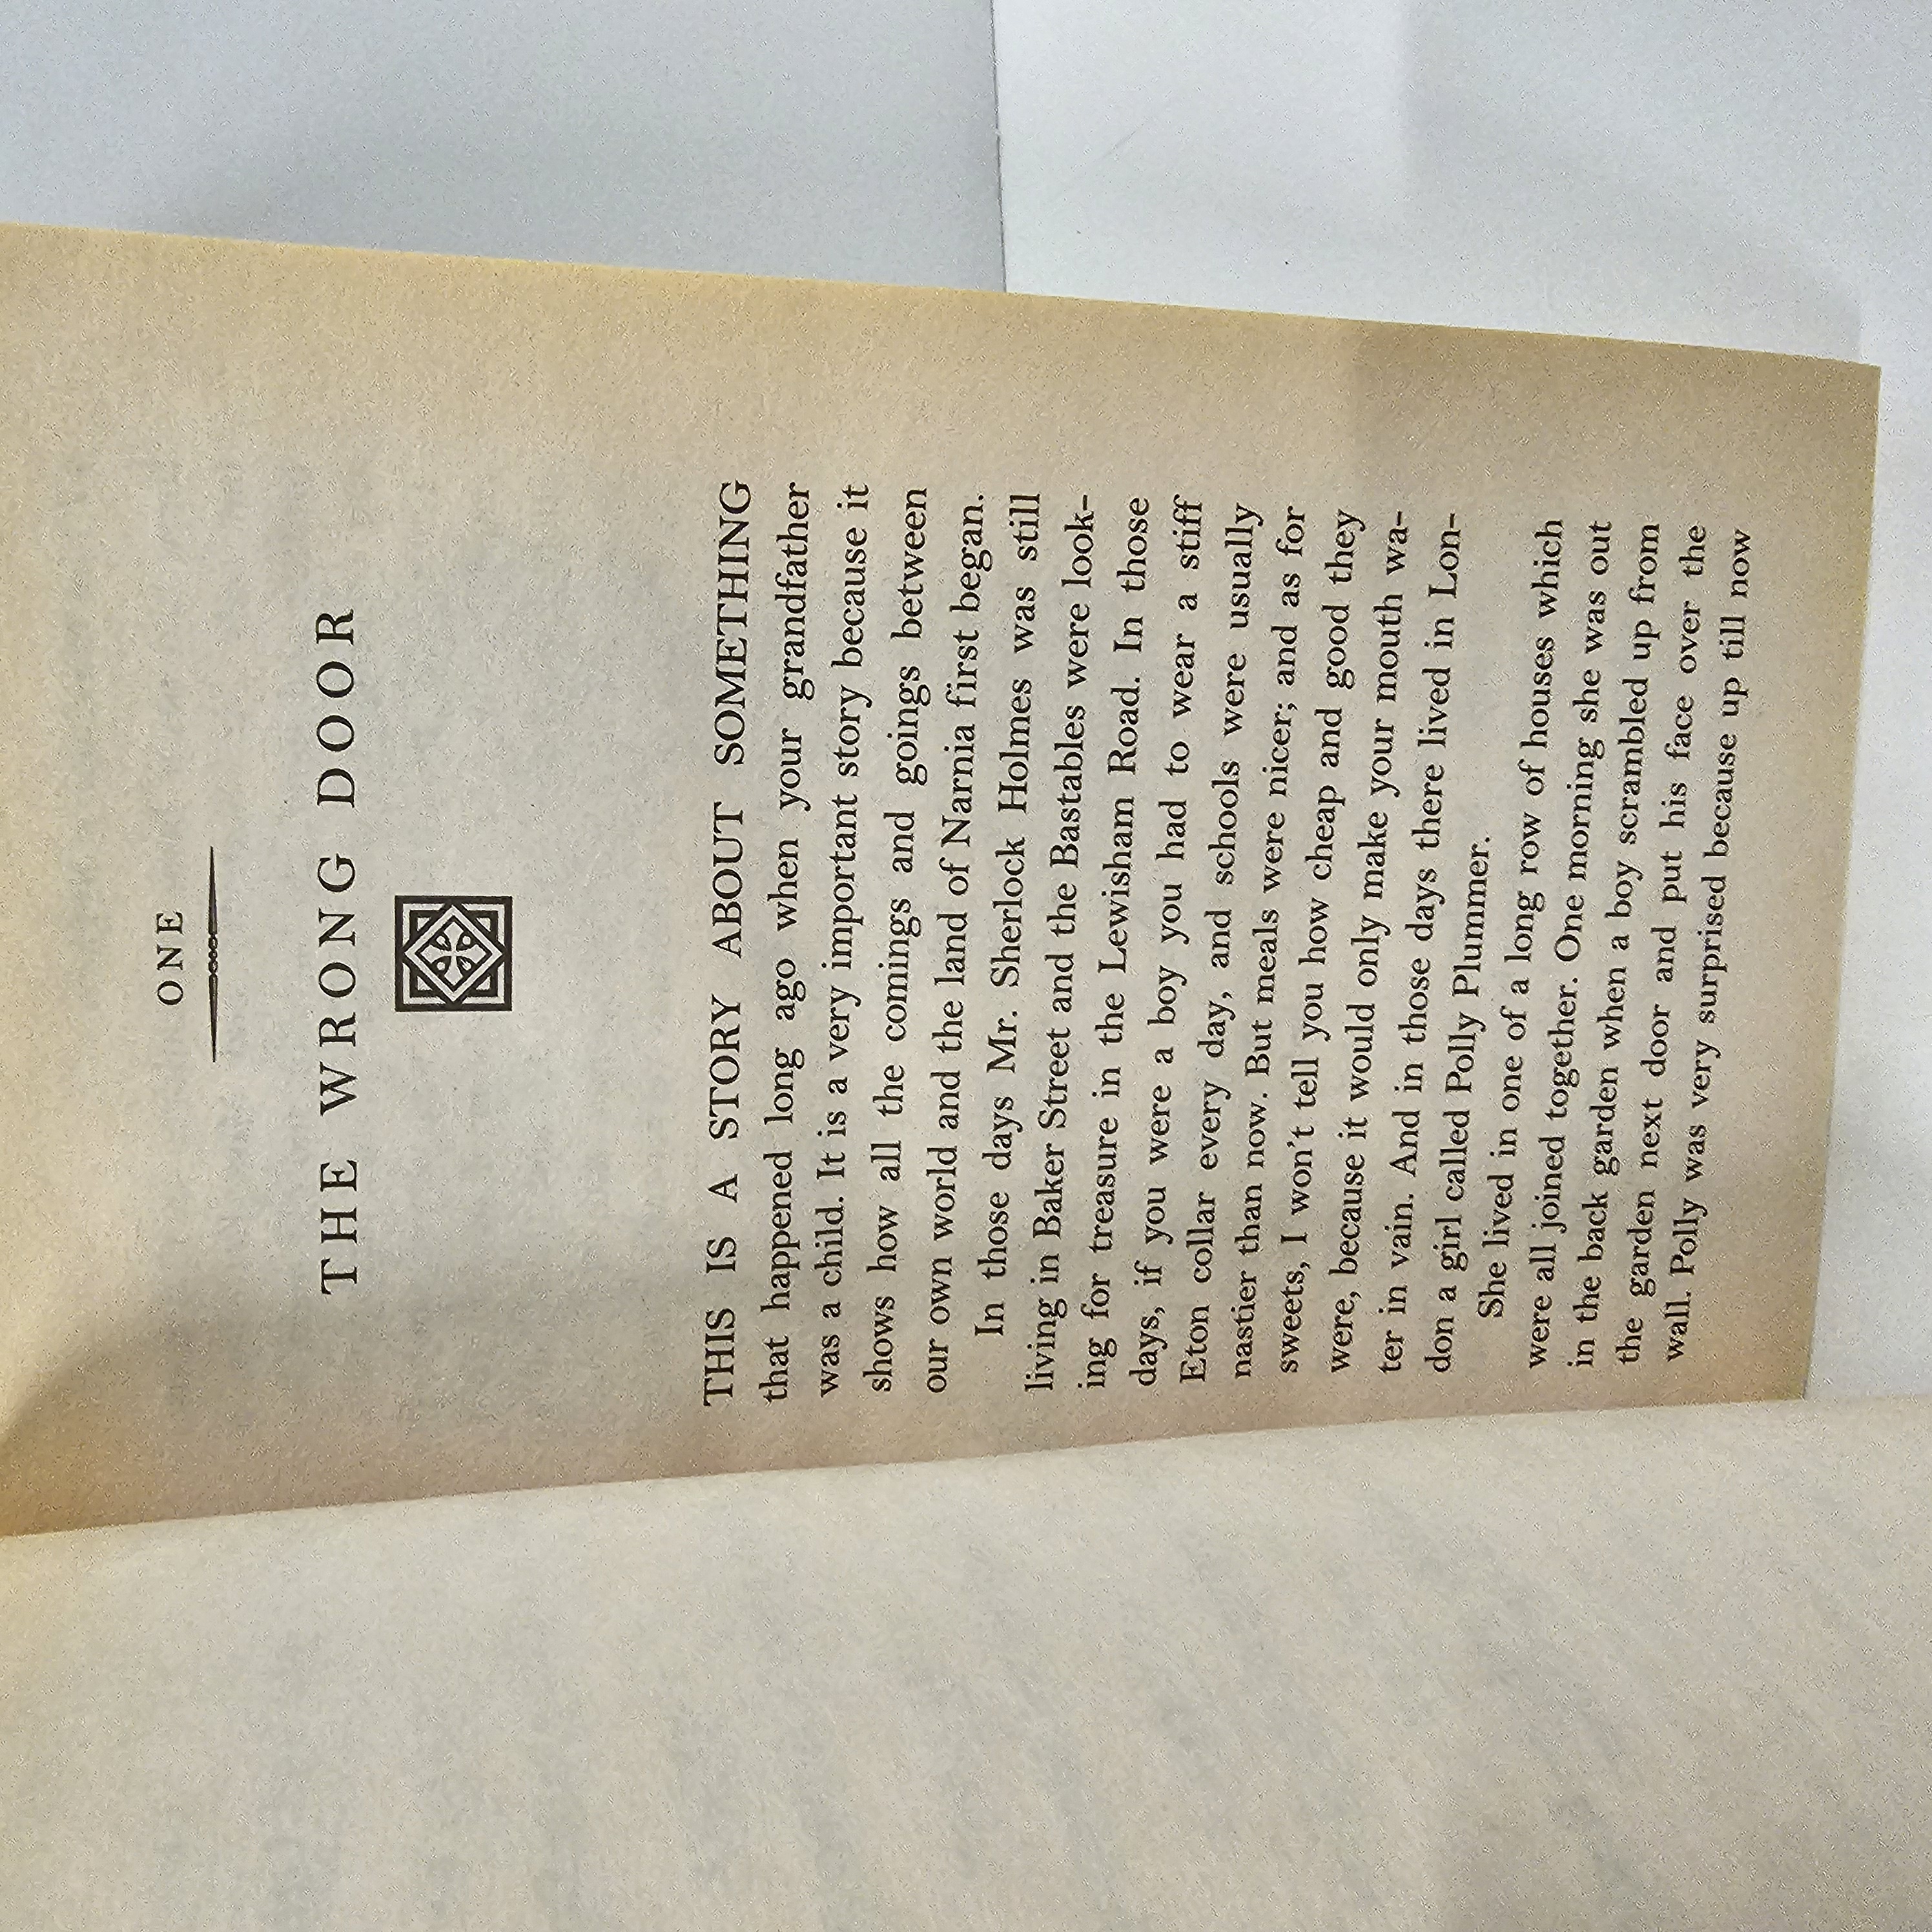 ONE
THE WRONG DOOR
THIS IS A STORY ABOUT SOMETHING
that happened long ago when your grandfather
was a child. It is a very important story because it
shows how all the comings and goings between
our own world and the land of Narnia first began.
In those days Mr. Sherlock Holmes was still
living in Baker Street and the Bastables were look-
ing for treasure in the Lewisham Road. In those
days, if you were a boy you had to wear a stiff
Eton collar every day, and schools were usually
nastier than now. But meals were nicer; and as for
sweets, I won't tell you how cheap and good they
were, because it would only make your mouth wa-
ter in vain. And in those days there lived in Lon-
don a girl called Polly Plummer.
She lived in one of a long row of houses which
were all joined together. One morning she was out
in the back garden when a boy scrambled up from
the garden next door and put his face over the
wall. Polly was very surprised because up till now